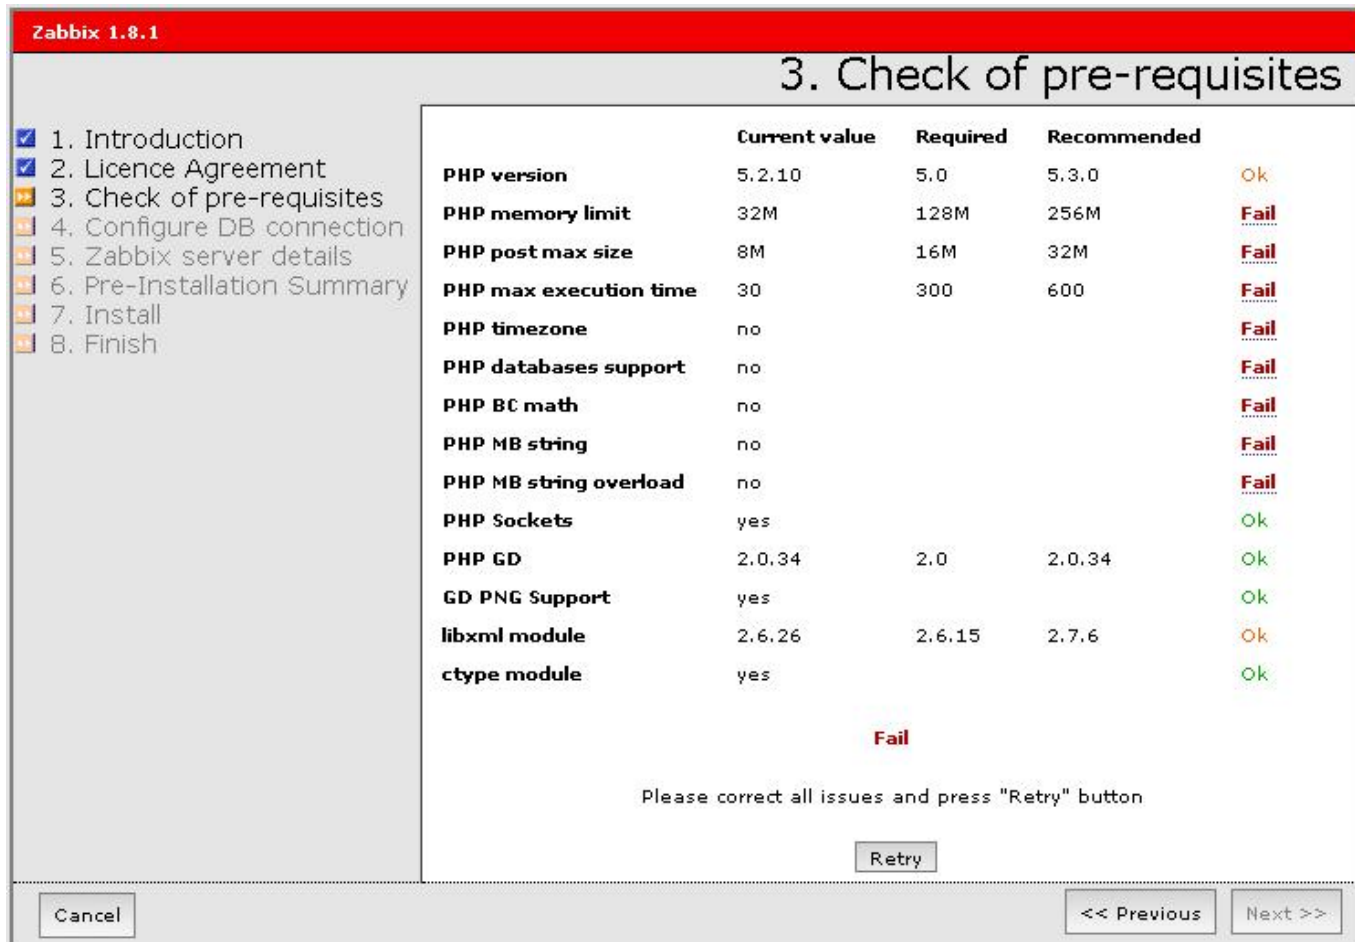 Zabbix 1.8.1
3. Check of pre-requisites
1. Introduction
2. Licence Agreement
3. Check of pre-requisites
4. Configure DB connection
5. Zabbix server details
6. Pre-Installation Summary
7. Install
8. Finish
Current value Required Recommended
PHP version 5.2.10 5.0 5.3.0 Ok
PHP memory limit 32M 128M 256M Fail
PHP post max size 8M 16M 32M Fail
PHP max execution time 30 300 600 Fail
PHP timezone no Fail
PHP databases support no Fail
PHP BC math no Fail
PHP MB string no Fail
PHP MB string overload no Fail
PHP Sockets yes Ok
PHP GD 2.0.34 2.0 2.0.34 Ok
GD PNG Support yes Ok
libxml module 2.6.26 2.6.15 2.7.6 Ok
ctype module yes Ok
Fail
Please correct all issues and press "Retry" button
Retry
Cancel << Previous Next >>